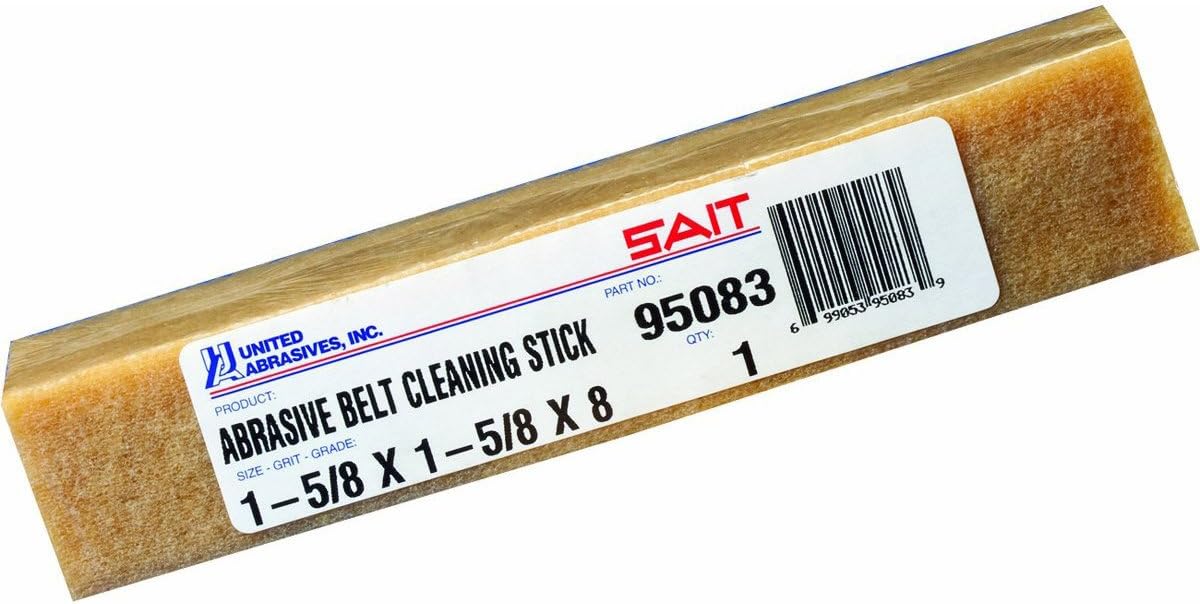 SAIT
UA UNITED
ABRASIVES, INC.
PRODUCT:
ABRASIVE BELT CLEANING STICK
SIZE - GRIT - GRADE:
1-5/8 X 1-5/8 X 8
PART NO.:
95083
QTY:
1
6 99053 95083 9